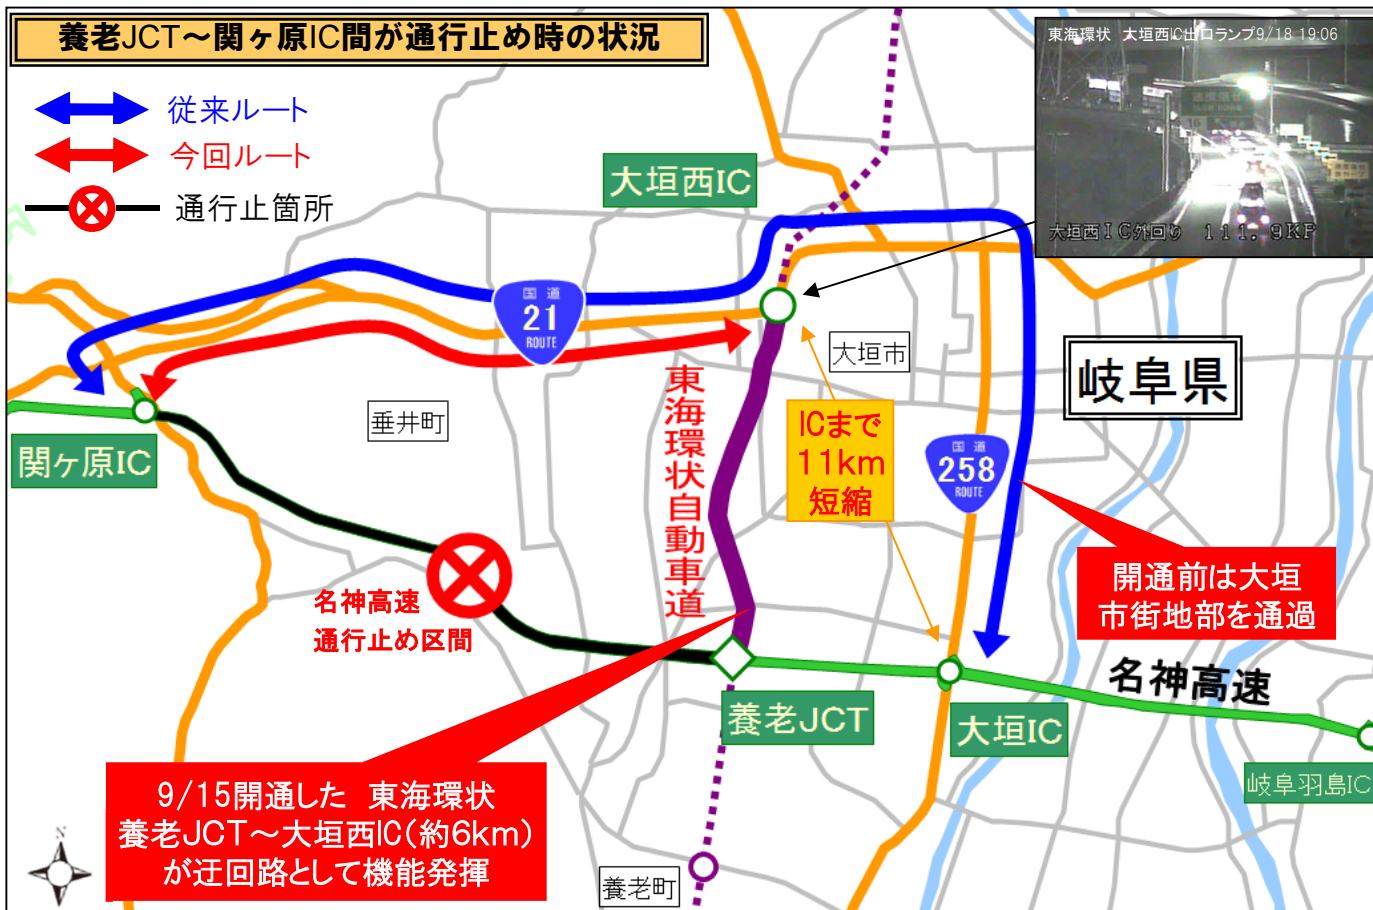 養老JCT～関ヶ原IC間が通行止め時の状況
従来ルート
今回ルート
通行止箇所
東海環状 大垣西IC出口ランプ9/18 19:06
大垣西IC外回り 111.9KP
大垣西IC
国道
21
ROUTE
大垣市
岐阜県
垂井町
関ヶ原IC
東海環状自動車道
ICまで
11km
短縮
国道
258
ROUTE
開通前は大垣
市街地部を通過
名神高速
通行止め区間
名神高速
養老JCT
大垣IC
岐阜羽島IC
9/15開通した 東海環状
養老JCT～大垣西IC(約6km)
が迂回路として機能発揮
養老町
N